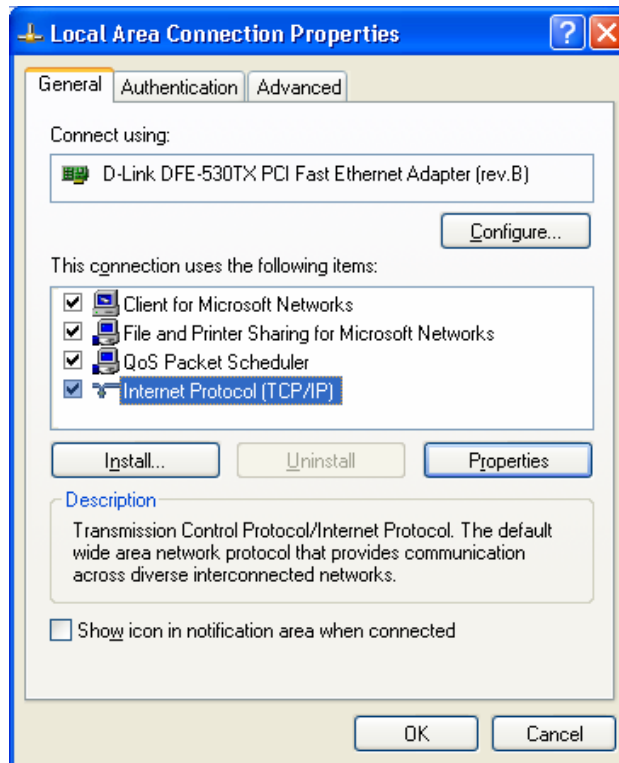 Local Area Connection Properties
General Authentication Advanced
Connect using:
D-Link DFE-530TX PCI Fast Ethernet Adapter (rev.B)
Configure...
This connection uses the following items:
Client for Microsoft Networks
File and Printer Sharing for Microsoft Networks
QoS Packet Scheduler
Internet Protocol (TCP/IP)
Install... Uninstall Properties
Description
Transmission Control Protocol/Internet Protocol. The default
wide area network protocol that provides communication
across diverse interconnected networks.
Show icon in notification area when connected
OK Cancel